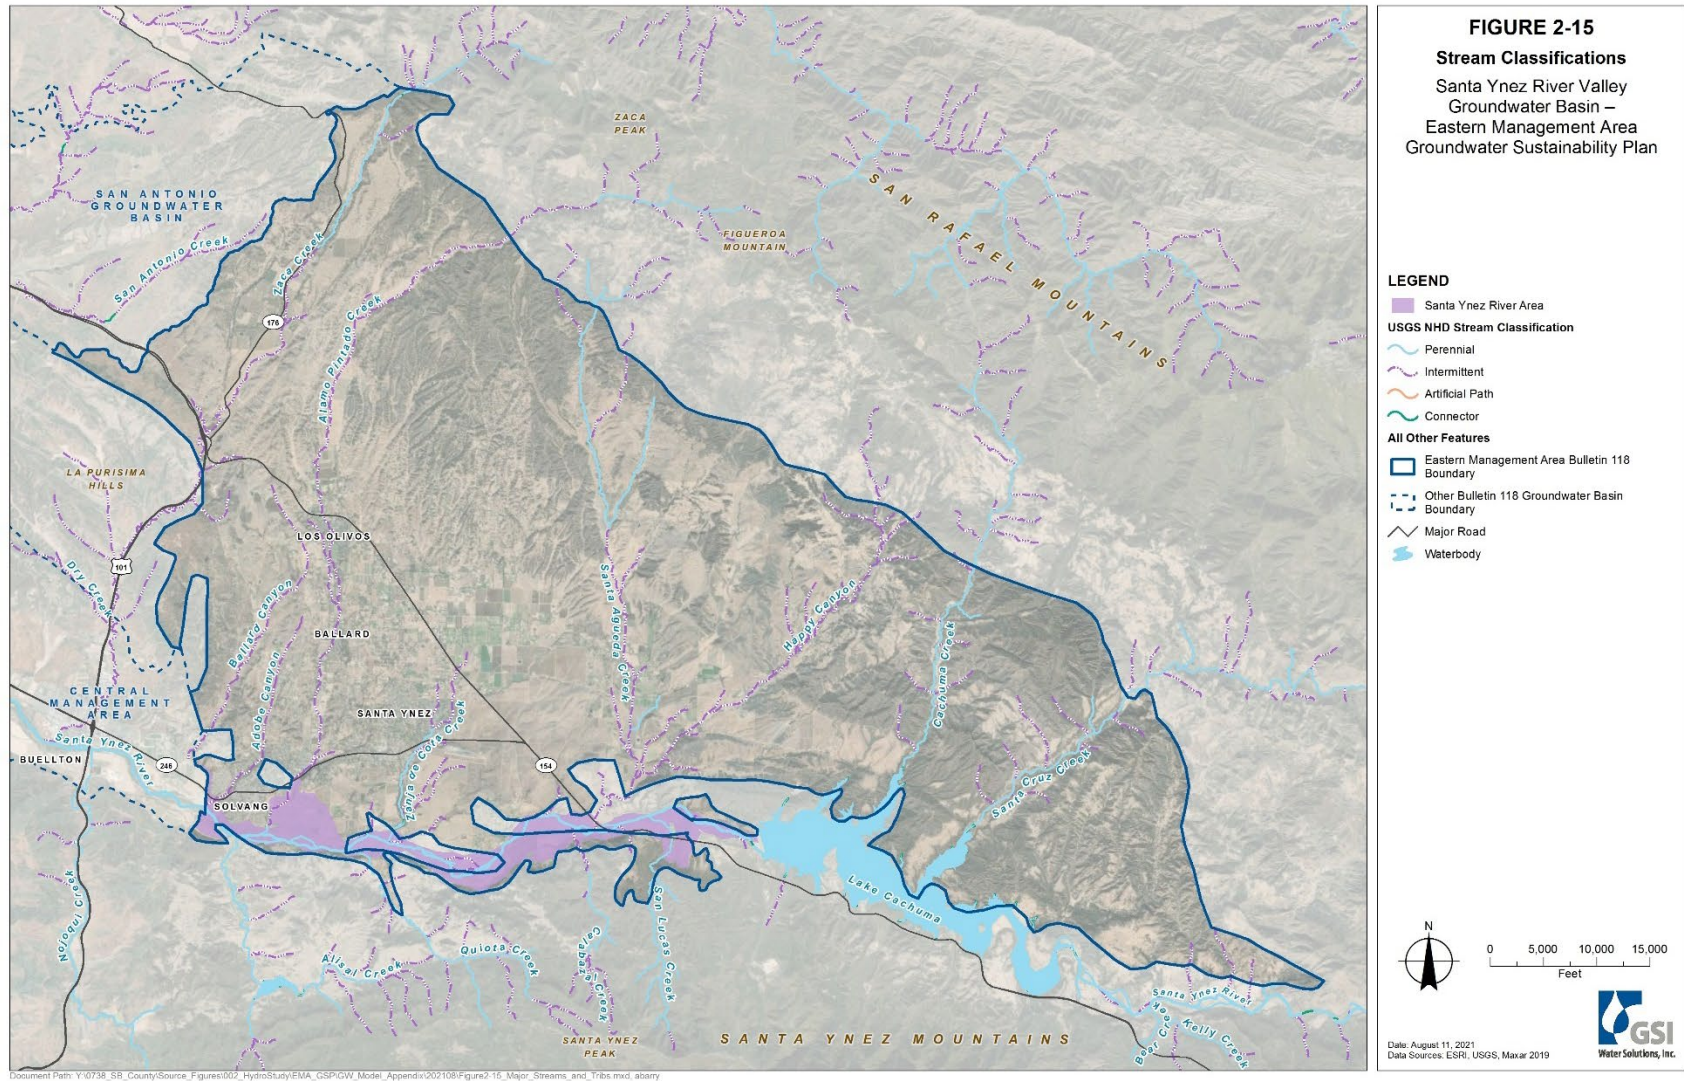 FIGURE 2-15
Stream Classifications
Santa Ynez River Valley
Groundwater Basin –
Eastern Management Area
Groundwater Sustainability Plan
LEGEND
Santa Ynez River Area
USGS NHD Stream Classification
Perennial
Intermittent
Artificial Path
Connector
All Other Features
Eastern Management Area Bulletin 118
Boundary
Other Bulletin 118 Groundwater Basin
Boundary
Major Road
Waterbody
N
0 5,000 10,000 15,000
Feet
GSI
Water Solutions, Inc.
Date: August 11, 2021
Data Sources: ESRI, USGS, Maxar 2019
ZACA
PEAK
SAN ANTONIO
GROUNDWATER
BASIN
San Antonio Creek
Zaca Creek
FIGUEROA
MOUNTAIN
SAN RAFAEL MOUNTAINS
176
Alamo Pintado Creek
LA PURISIMA
HILLS
LOS OLIVOS
101
Dry Creek
Ballard Canyon
BALLARD
Adobe Canyon
Santa Agueda Creek
Happy Canyon
Cachuma Creek
CENTRAL
MANAGEMENT
AREA
SANTA YNEZ
Zanja de Cota Creek
Santa Ynez River
BUELLTON
246
154
Santa Cruz Creek
SOLVANG
Lake Cachuma
Nojoqui Creek
Alisal Creek
Quiota Creek
Calabazal Creek
San Lucas Creek
Santa Ynez River
Bear Creek
Kelly Creek
SANTA YNEZ
PEAK
SANTA YNEZ MOUNTAINS